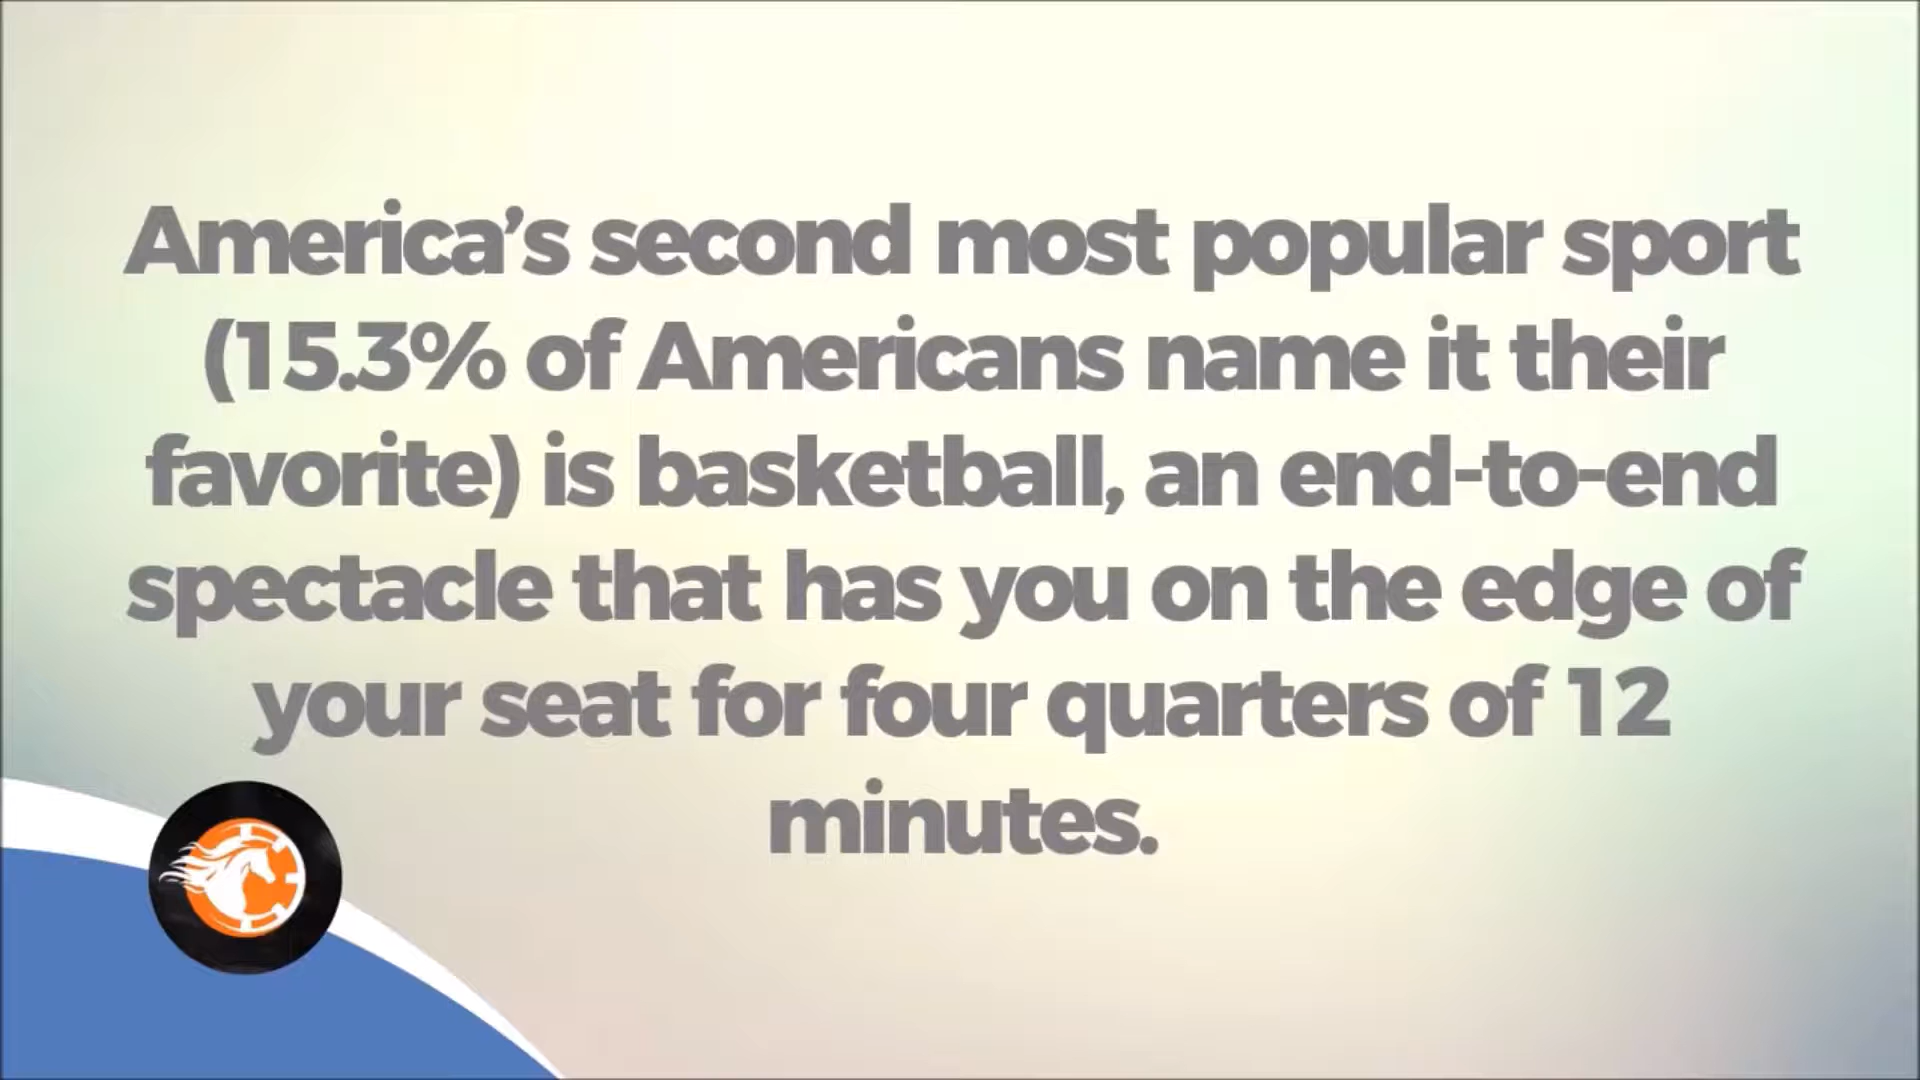 America’s second most popular sport
(15.3% of Americans name it their
favorite) is basketball, an end-to-end
spectacle that has you on the edge of
your seat for four quarters of 12
minutes.